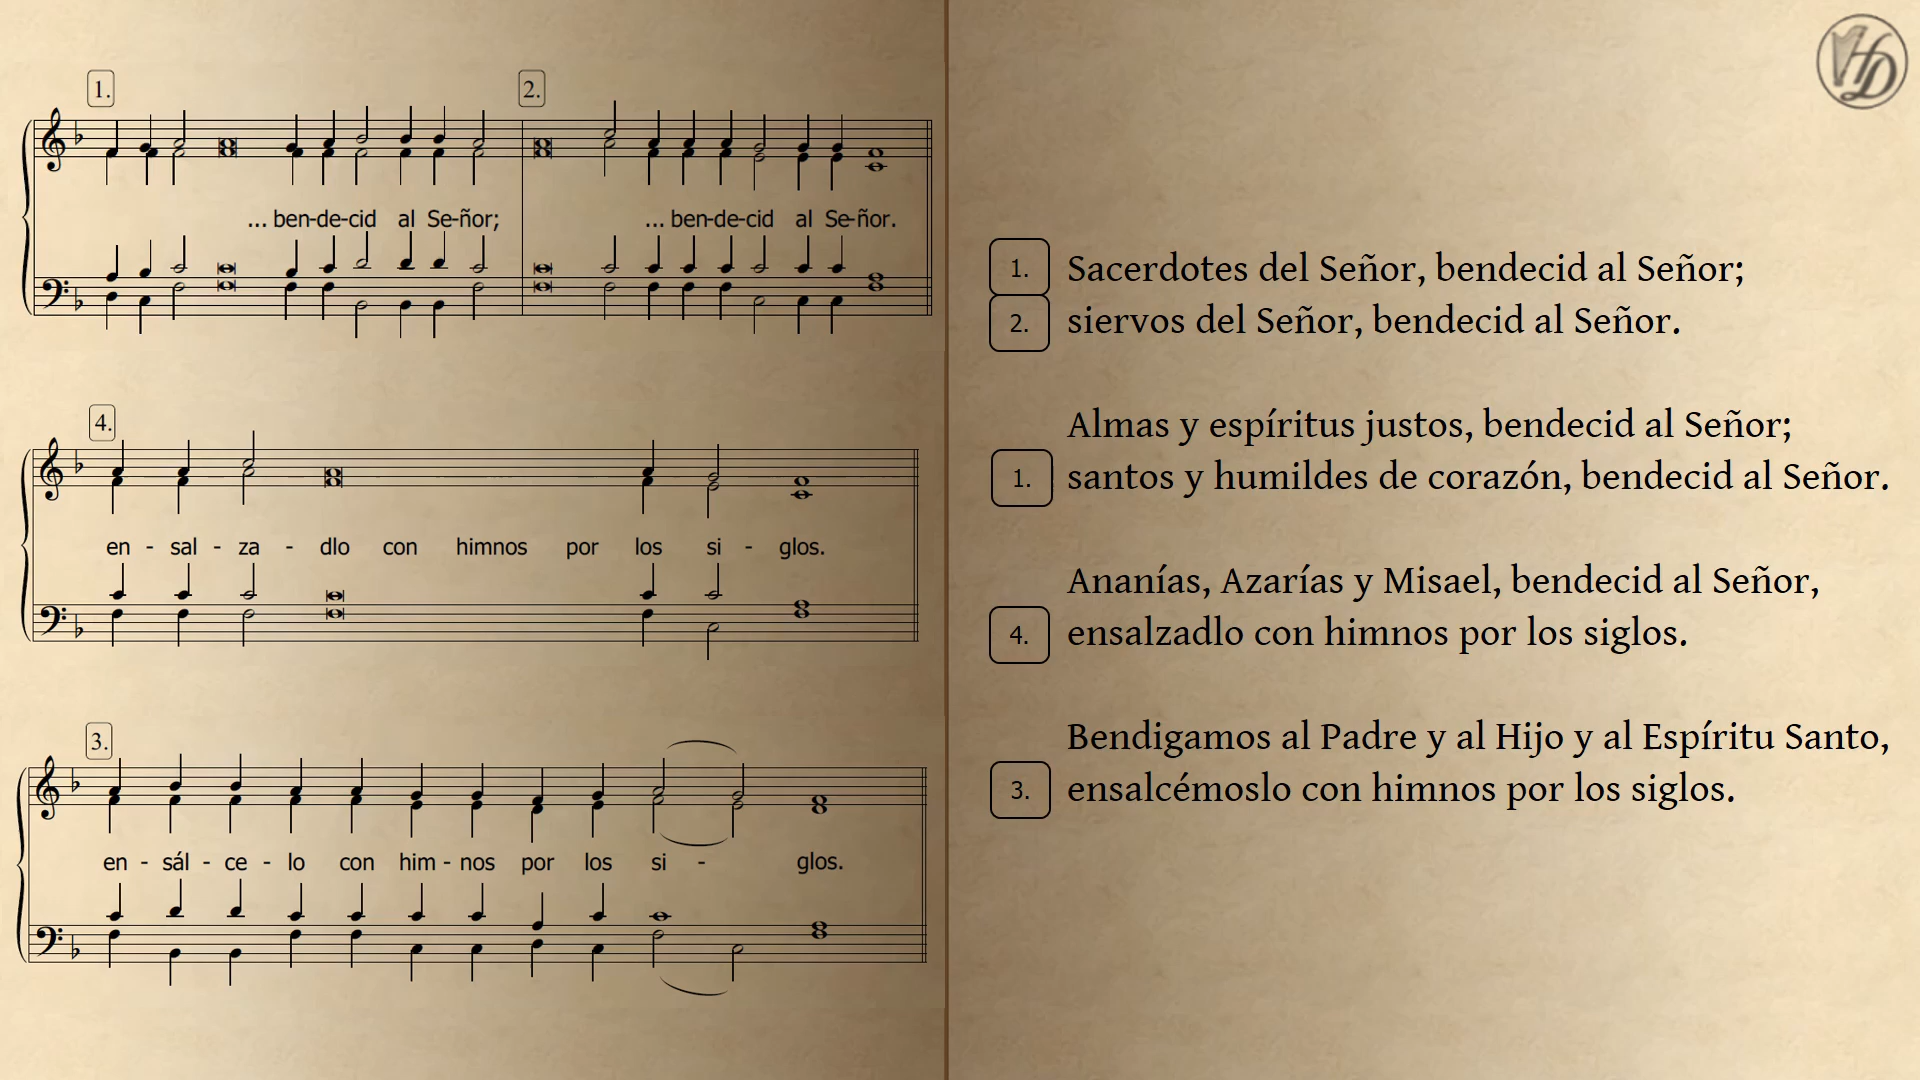 1.
2.
... ben-de-cid al Se-ñor;
... ben-de-cid al Se-ñor.
4.
en - sal - za - dlo con himnos por los si - glos.
3.
en - sál - ce - lo con him - nos por los si - glos.
HD
1. Sacerdotes del Señor, bendecid al Señor;
2. siervos del Señor, bendecid al Señor.
Almas y espíritus justos, bendecid al Señor;
1. santos y humildes de corazón, bendecid al Señor.
Ananías, Azarías y Misael, bendecid al Señor,
4. ensalzadlo con himnos por los siglos.
Bendigamos al Padre y al Hijo y al Espíritu Santo,
3. ensalcémoslo con himnos por los siglos.